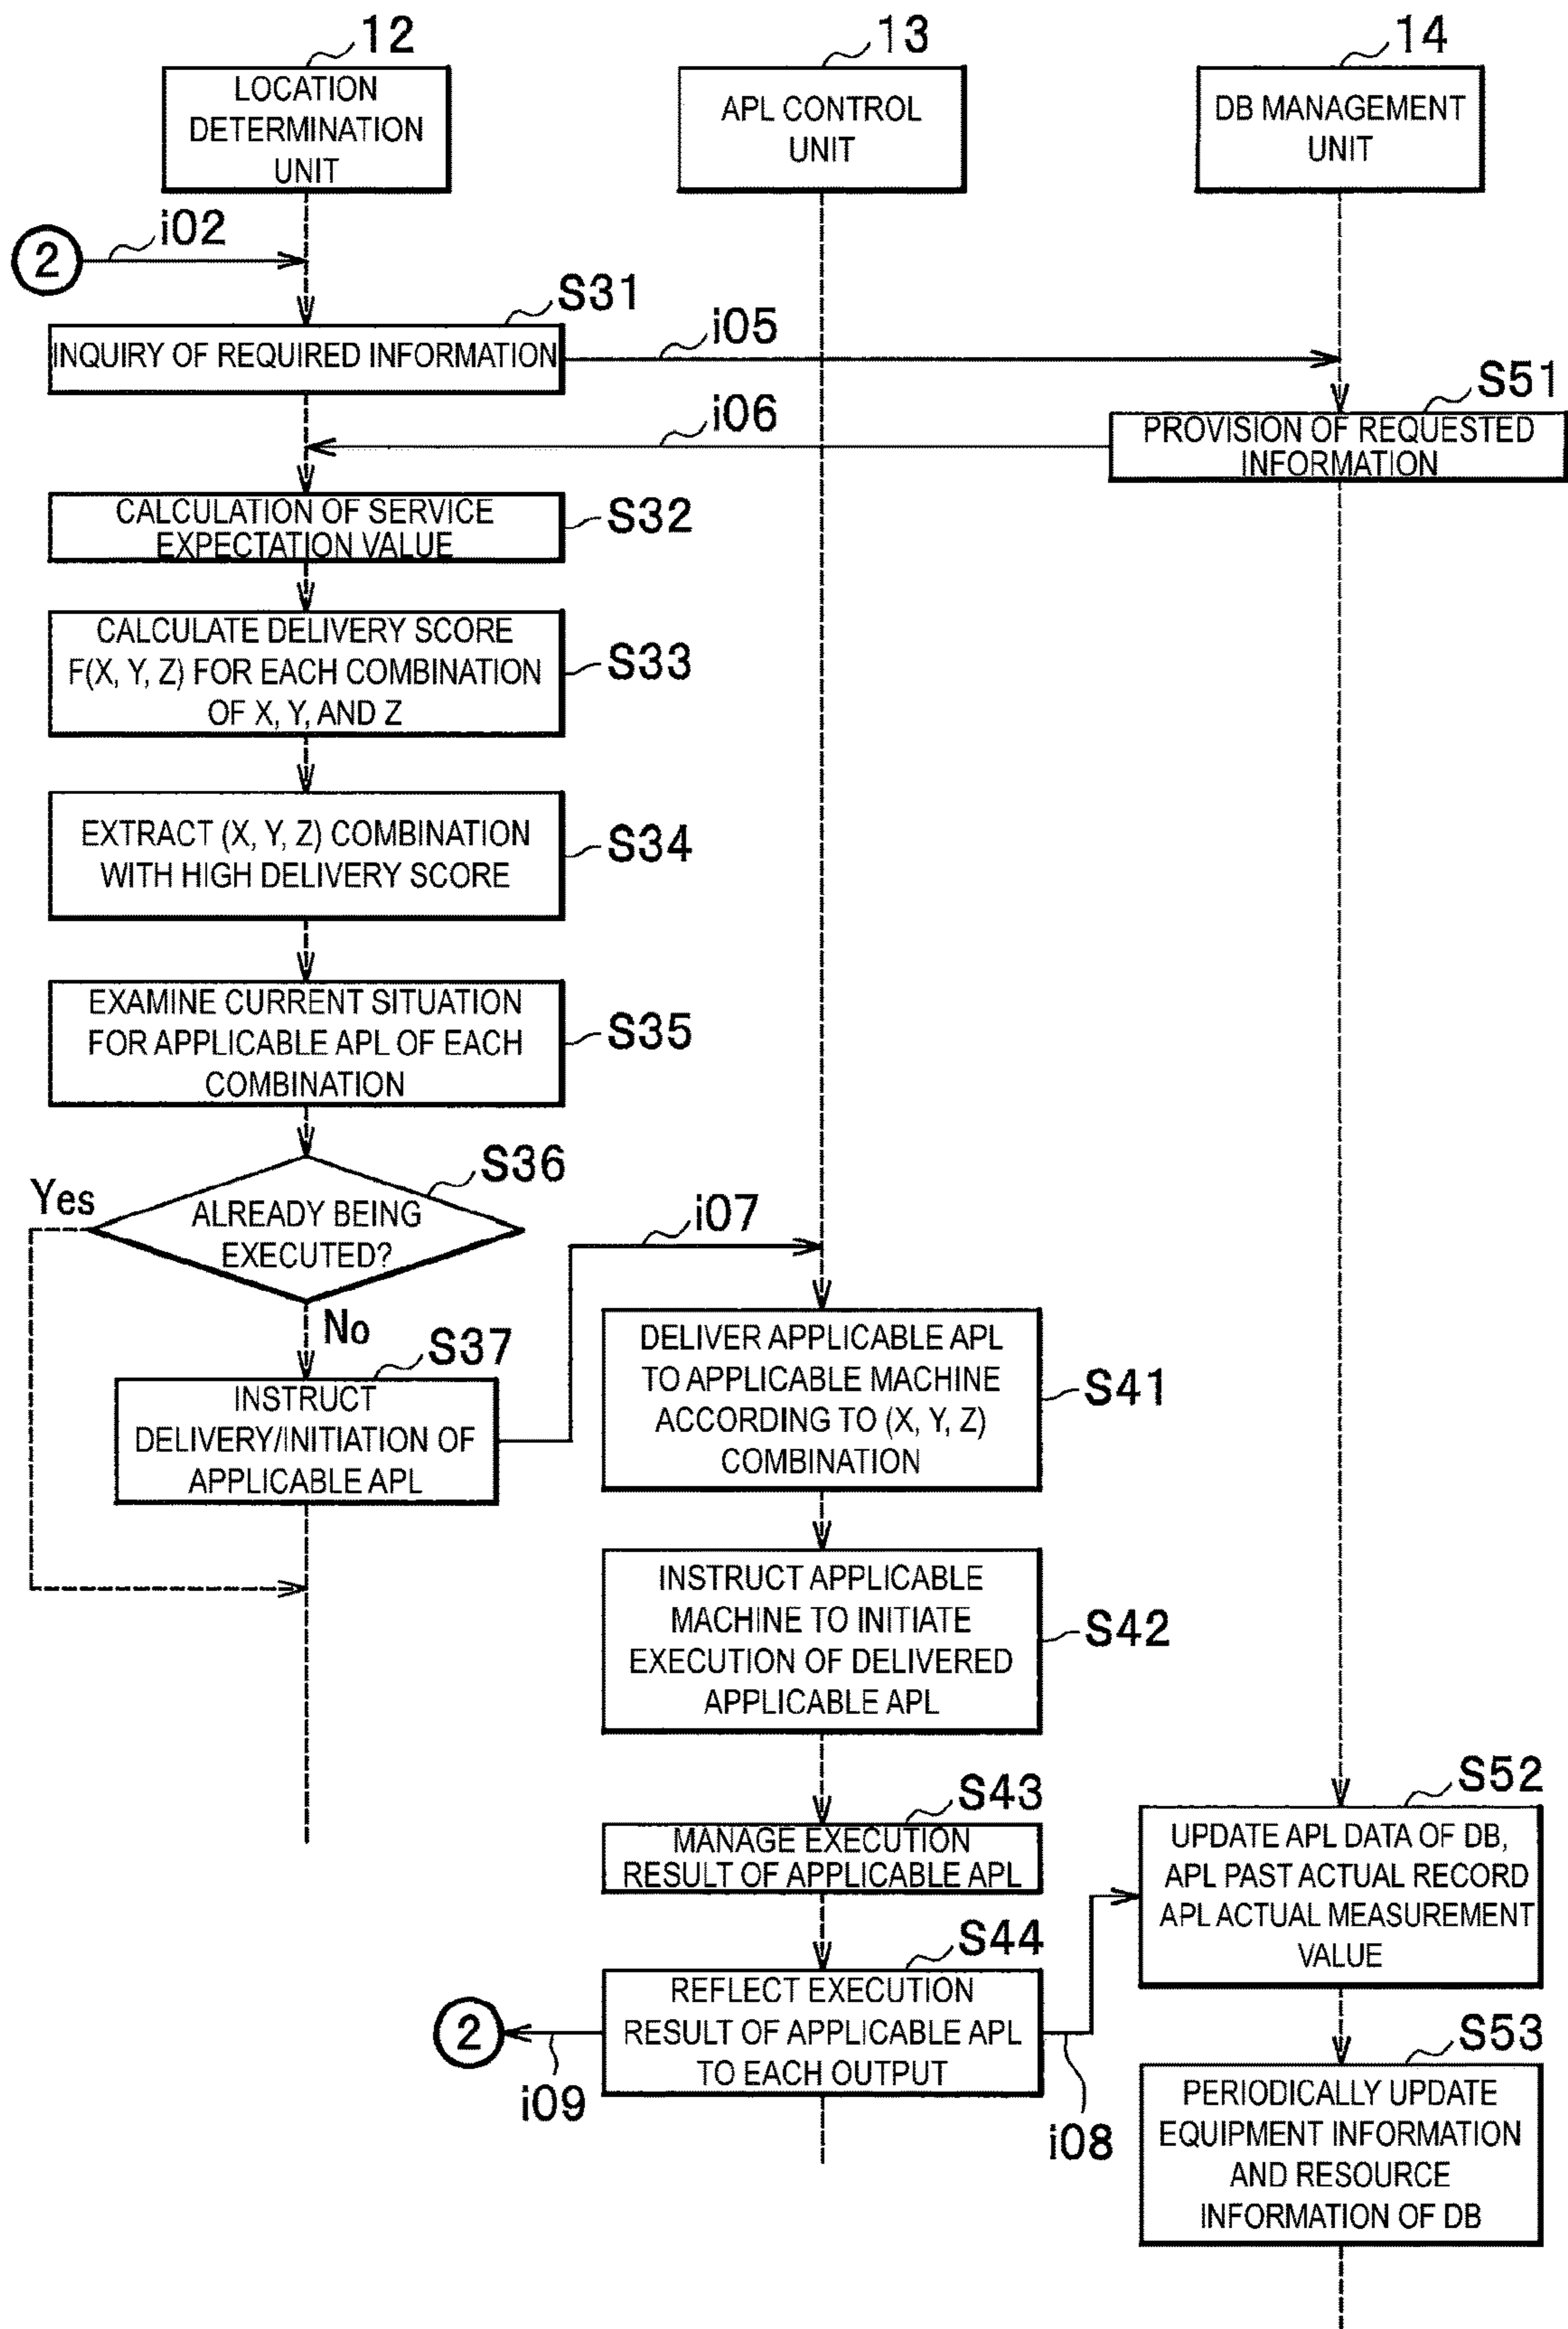 12
13
14
LOCATION
DETERMINATION
UNIT
APL CONTROL
UNIT
DB MANAGEMENT
UNIT
2
i02
S31
INQUIRY OF REQUIRED INFORMATION
i05
S51
PROVISION OF REQUESTED
INFORMATION
i06
CALCULATION OF SERVICE
EXPECTATION VALUE
S32
CALCULATE DELIVERY SCORE
F(X, Y, Z) FOR EACH COMBINATION
OF X, Y, AND Z
S33
EXTRACT (X, Y, Z) COMBINATION
WITH HIGH DELIVERY SCORE
S34
EXAMINE CURRENT SITUATION
FOR APPLICABLE APL OF EACH
COMBINATION
S35
S36
Yes
ALREADY BEING
EXECUTED?
No
i07
S37
INSTRUCT
DELIVERY/INITIATION OF
APPLICABLE APL
DELIVER APPLICABLE APL
TO APPLICABLE MACHINE
ACCORDING TO (X, Y, Z)
COMBINATION
S41
INSTRUCT APPLICABLE
MACHINE TO INITIATE
EXECUTION OF DELIVERED
APPLICABLE APL
S42
S43
MANAGE EXECUTION
RESULT OF APPLICABLE APL
S52
UPDATE APL DATA OF DB,
APL PAST ACTUAL RECORD
APL ACTUAL MEASUREMENT
VALUE
S44
REFLECT EXECUTION
RESULT OF APPLICABLE APL
TO EACH OUTPUT
2
i09
i08
S53
PERIODICALLY UPDATE
EQUIPMENT INFORMATION
AND RESOURCE
INFORMATION OF DB